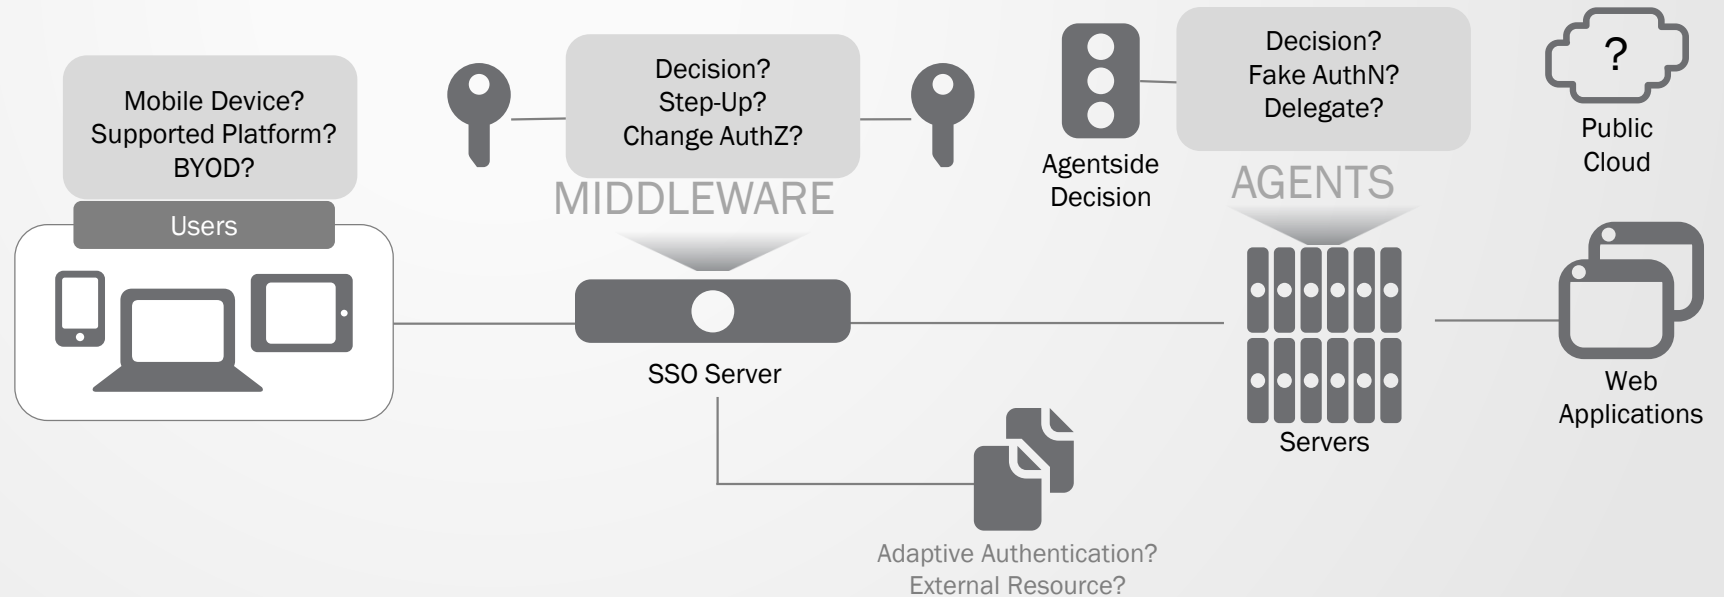 Mobile Device?
Supported Platform?
BYOD?
Users
Decision?
Step-Up?
Change AuthZ?
MIDDLEWARE
SSO Server
Adaptive Authentication?
External Resource?
Agentside
Decision
Decision?
Fake AuthN?
Delegate?
AGENTS
Servers
?
Public
Cloud
Web
Applications